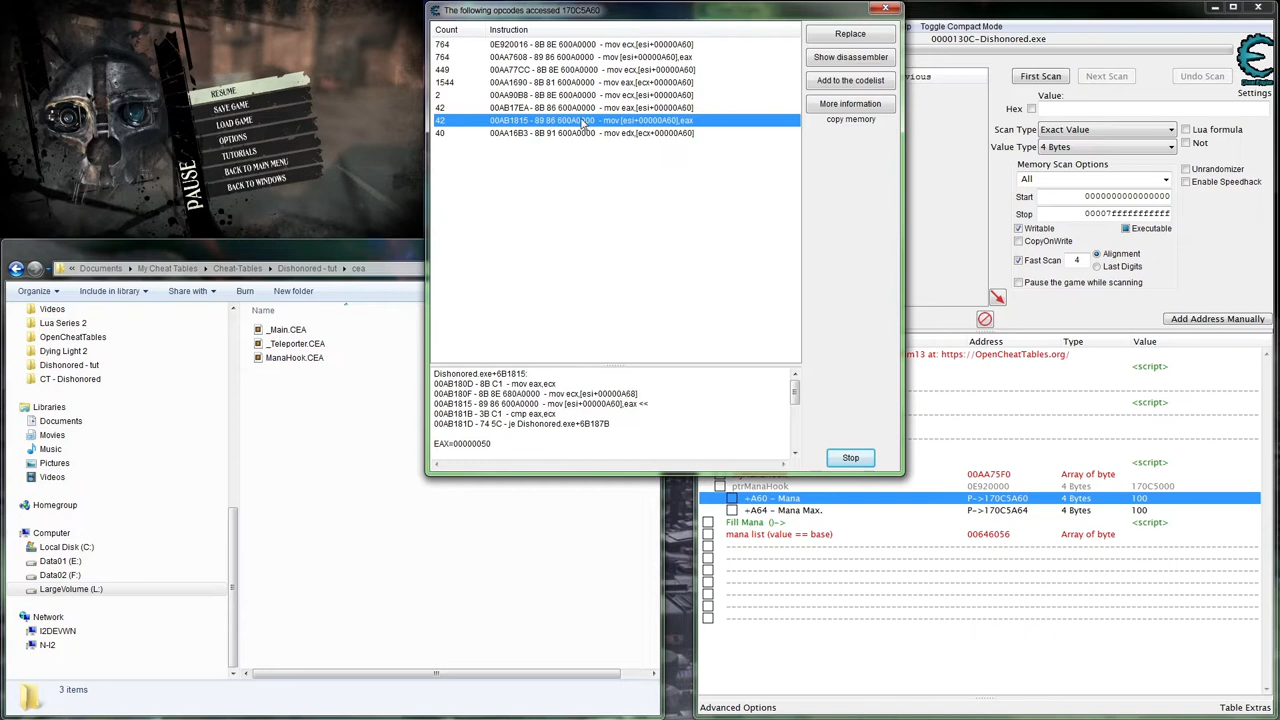 The following opcodes accessed 170C5A60
Count Instruction
764 0E920016 - 8B 8E 600A0000 - mov ecx,[esi+00000A60]
764 00AA7608 - 89 86 600A0000 - mov [esi+00000A60],eax
449 00AA77CC - 8B 8E 600A0000 - mov ecx,[esi+00000A60]
1544 00AA1690 - 8B 81 600A0000 - mov eax,[ecx+00000A60]
2 00AA90B8 - 8B 8E 600A0000 - mov ecx,[esi+00000A60]
42 00AB17EA - 8B 86 600A0000 - mov eax,[esi+00000A60]
42 00AB1815 - 89 86 600A0000 - mov [esi+00000A60],eax
40 00AA16B3 - 8B 91 600A0000 - mov edx,[ecx+00000A60]
Replace
Show disassembler
Add to the codelist
More information
copy memory
Dishonored.exe+6B1815:
00AB180D - 8B C1 - mov eax,ecx
00AB180F - 8B 8E 680A0000 - mov ecx,[esi+00000A68]
00AB1815 - 89 86 600A0000 - mov [esi+00000A60],eax <<
00AB181B - 3B C1 - cmp eax,ecx
00AB181D - 74 5C - je Dishonored.exe+6B187B
EAX=00000050
Stop
PAUSE
RESUME
SAVE GAME
LOAD GAME
OPTIONS
TUTORIALS
BACK TO MAIN MENU
BACK TO WINDOWS
« Documents My Cheat Tables Cheat-Tables Dishonored - tut cea
Organize Include in library Share with Burn New folder
Videos
Lua Series 2
OpenCheatTables
Dying Light 2
Dishonored - tut
CT - Dishonored
Libraries
Documents
Movies
Music
Pictures
Videos
Homegroup
Computer
Local Disk (C:)
Data01 (E:)
Data02 (F:)
LargeVolume (L:)
Network
I2DEVWN
N-I2
Name
_Main.CEA
_Teleporter.CEA
ManaHook.CEA
3 items
Toggle Compact Mode
0000130C-Dishonored.exe
First Scan Next Scan Undo Scan
Value:
Hex
Scan Type Exact Value
Lua formula
Not
Value Type 4 Bytes
Memory Scan Options
All
Unrandomizer
Enable Speedhack
Start 0000000000000000
Stop 00007fffffffffff
Writable Executable
CopyOnWrite
Fast Scan 4 Alignment
Last Digits
Pause the game while scanning
Add Address Manually
Address Type Value
at: https://OpenCheatTables.org/
<script>
<script>
<script>
00AA75F0 Array of byte
ptrManaHook 0E920000 4 Bytes 170C5000
+A60 - Mana P->170C5A60 4 Bytes 100
+A64 - Mana Max. P->170C5A64 4 Bytes 100
Fill Mana ()-> <script>
mana list (value == base) 00646056 Array of byte
Advanced Options Table Extras